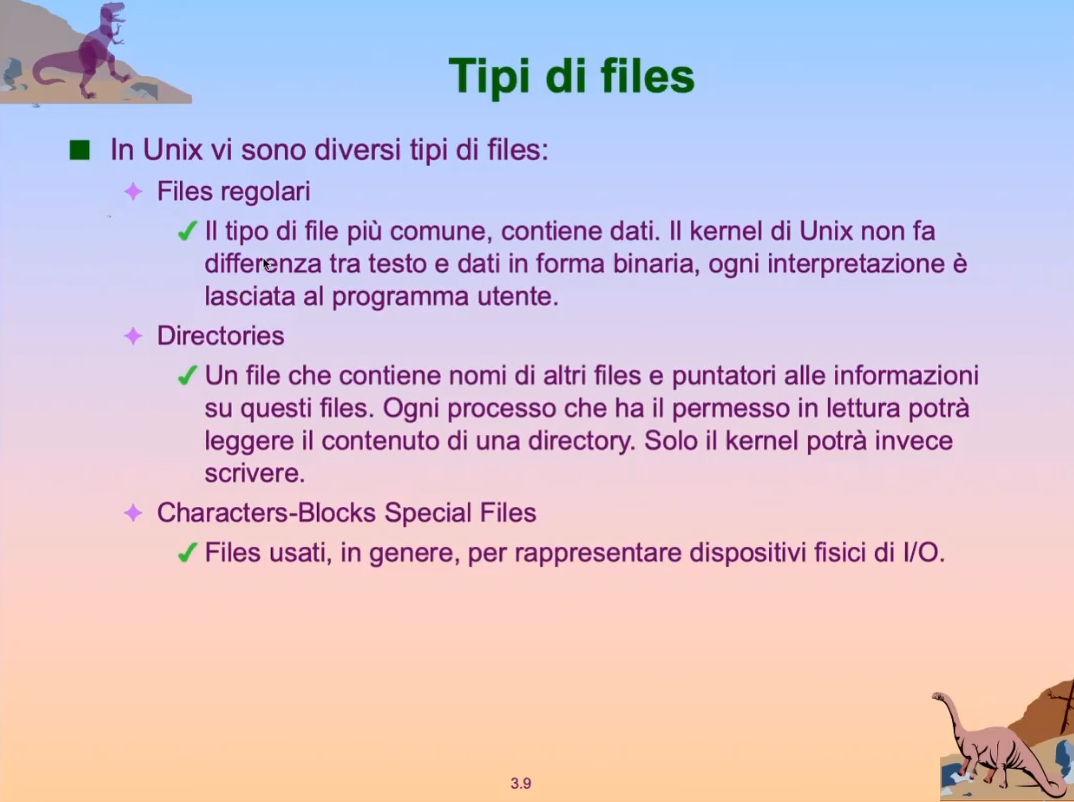 Tipi di files
In Unix vi sono diversi tipi di files:
Files regolari
Il tipo di file più comune, contiene dati. Il kernel di Unix non fa
differenza tra testo e dati in forma binaria, ogni interpretazione è
lasciata al programma utente.
Directories
Un file che contiene nomi di altri files e puntatori alle informazioni
su questi files. Ogni processo che ha il permesso in lettura potrà
leggere il contenuto di una directory. Solo il kernel potrà invece
scrivere.
Characters-Blocks Special Files
Files usati, in genere, per rappresentare dispositivi fisici di I/O.
3.9